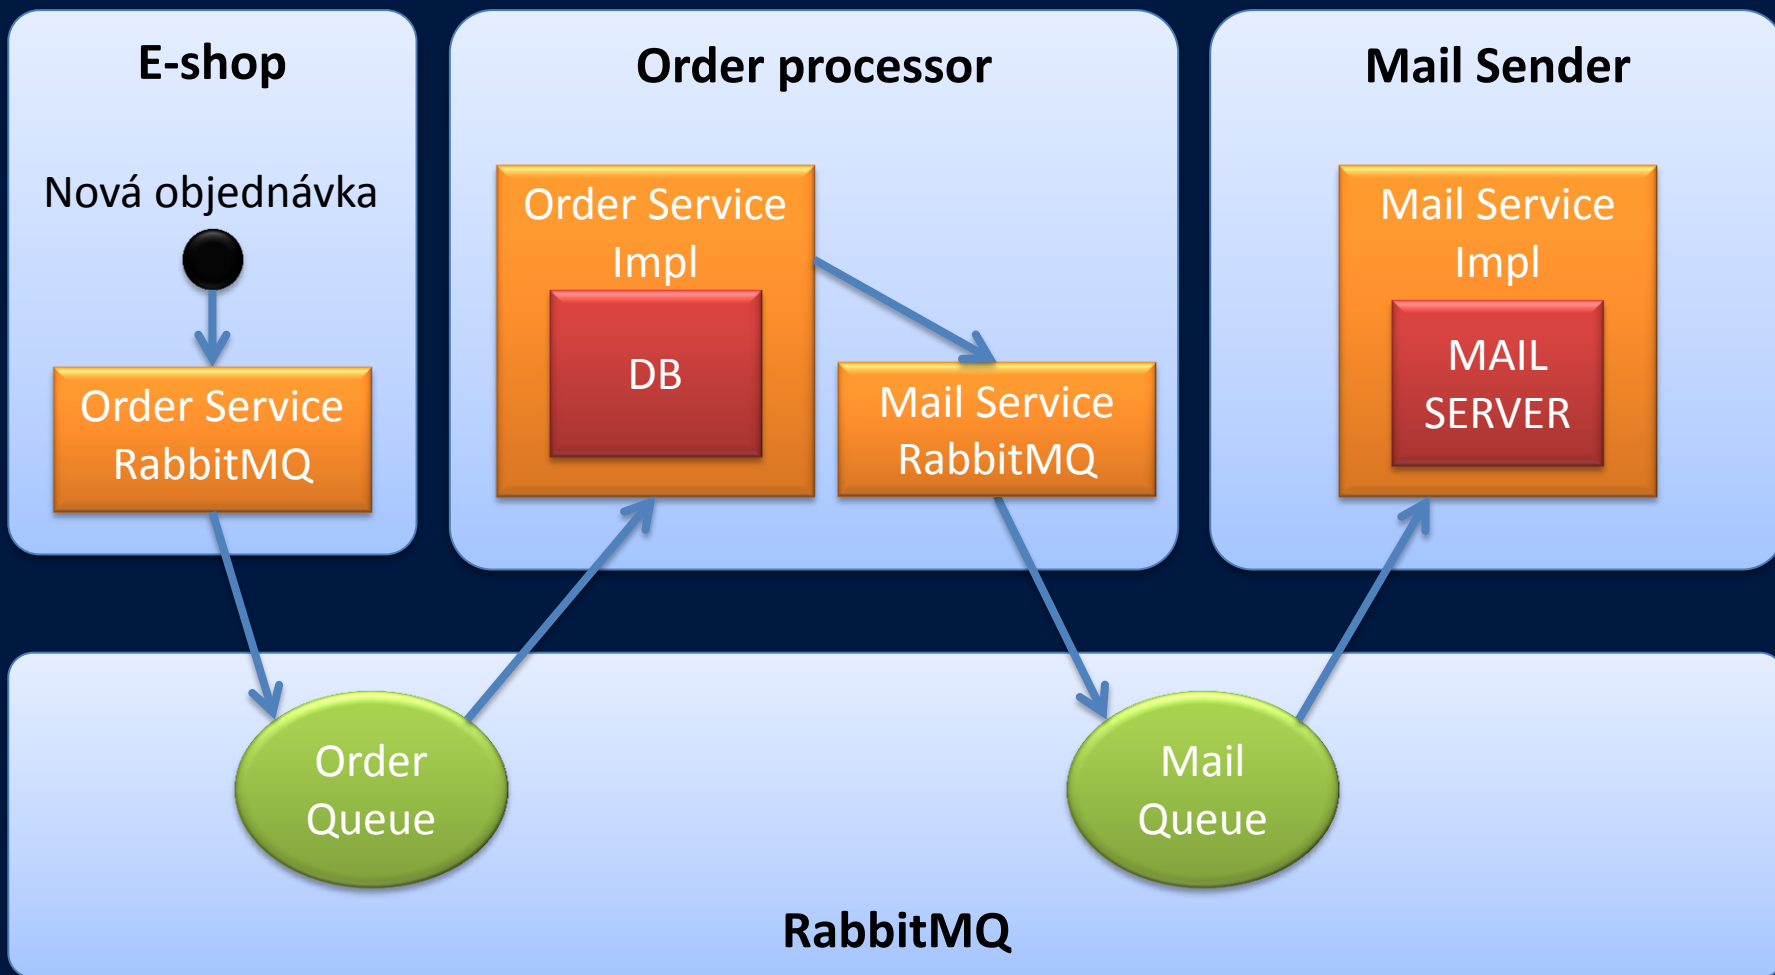 E-shop
Nová objednávka
Order Service
RabbitMQ
Order processor
Order Service
Impl
DB
Mail Service
RabbitMQ
Mail Sender
Mail Service
Impl
MAIL
SERVER
Order
Queue
Mail
Queue
RabbitMQ